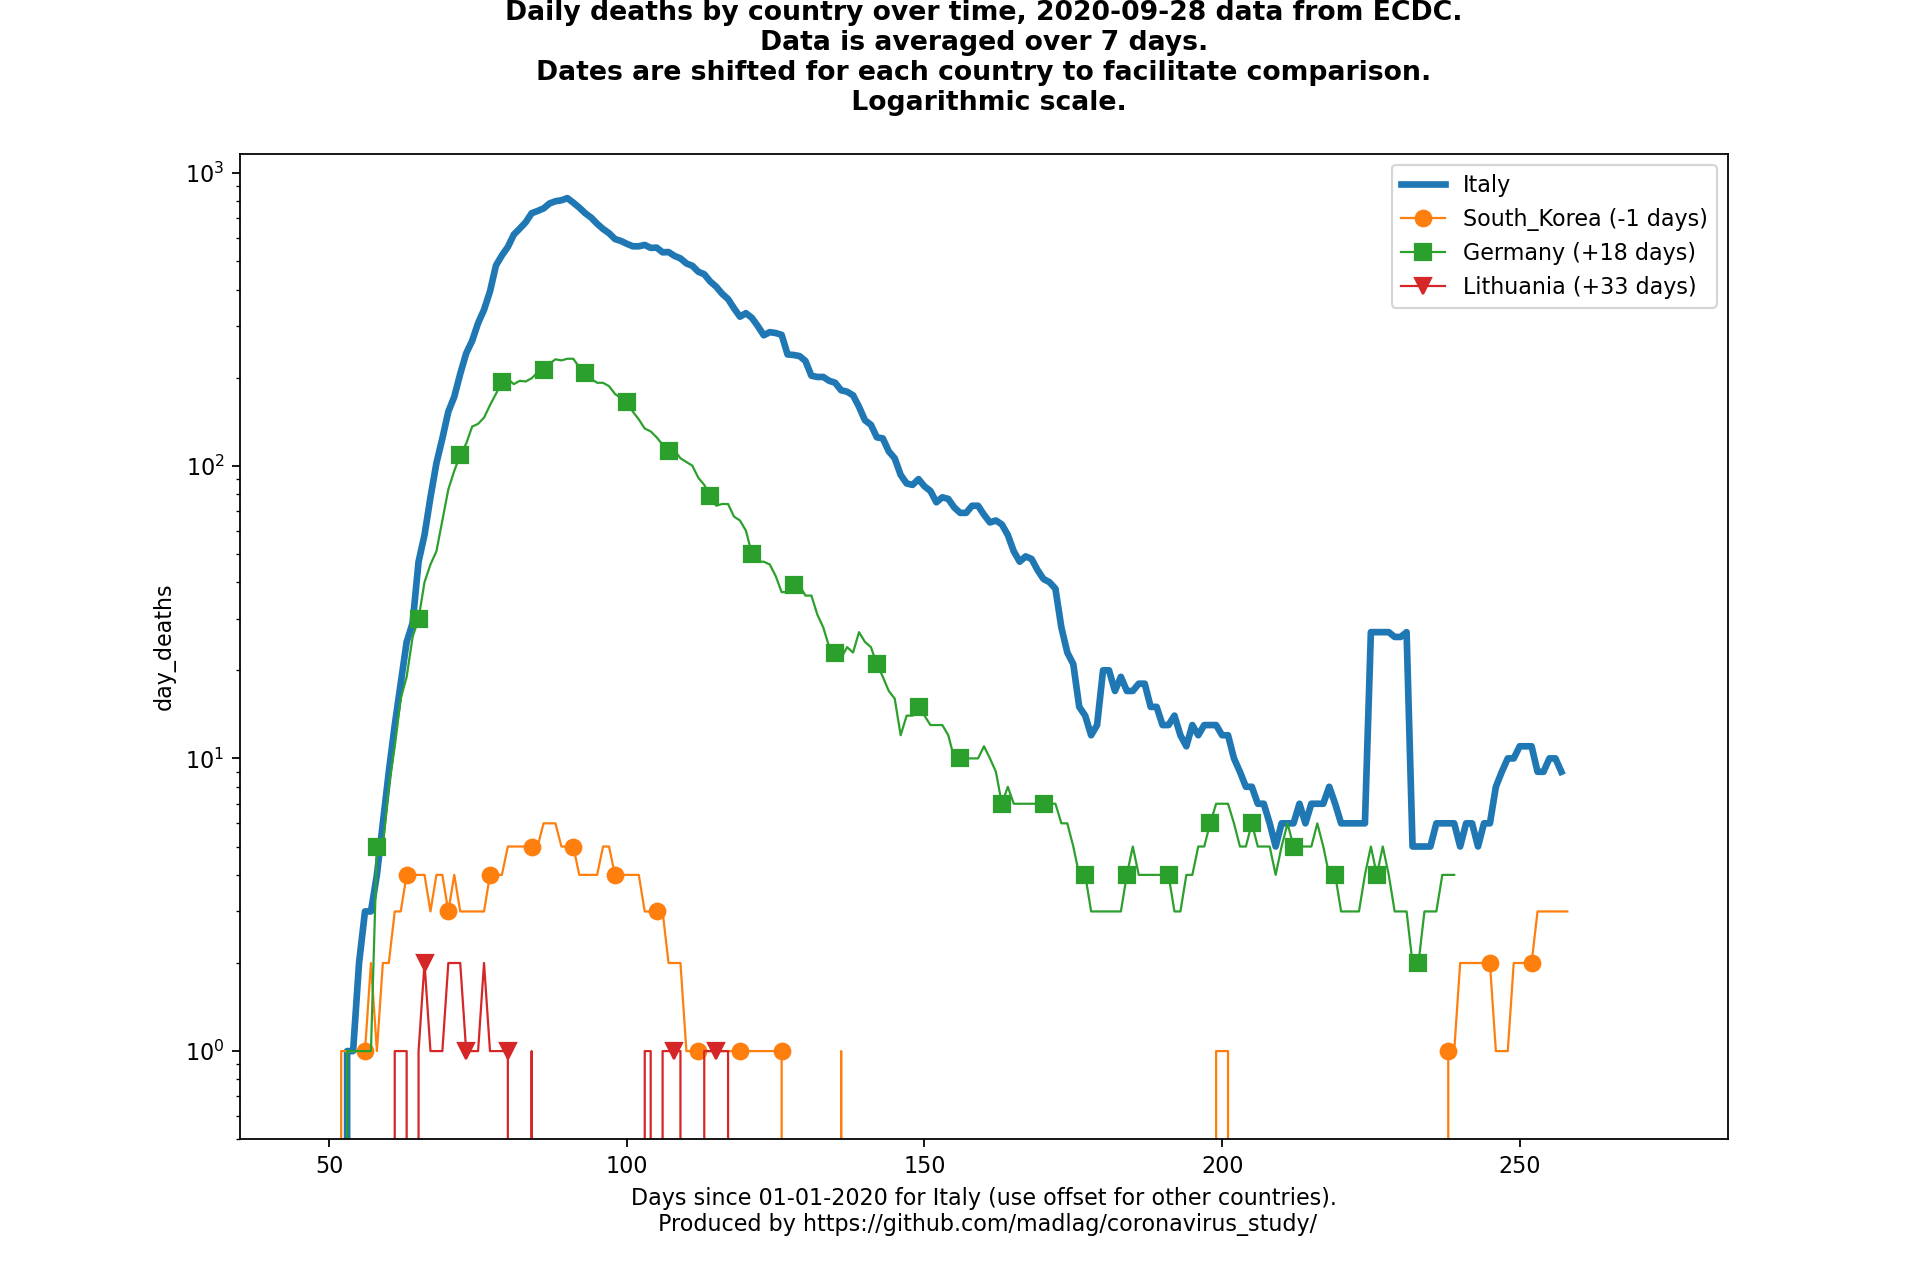 Daily deaths by country over time, 2020-09-28 data from ECDC.
Data is averaged over 7 days.
Dates are shifted for each country to facilitate comparison.
Logarithmic scale.
10³
10²
10¹
10⁰
day_deaths
Italy
South_Korea (-1 days)
Germany (+18 days)
Lithuania (+33 days)
50 100 150 200 250
Days since 01-01-2020 for Italy (use offset for other countries).
Produced by https://github.com/madlag/coronavirus_study/